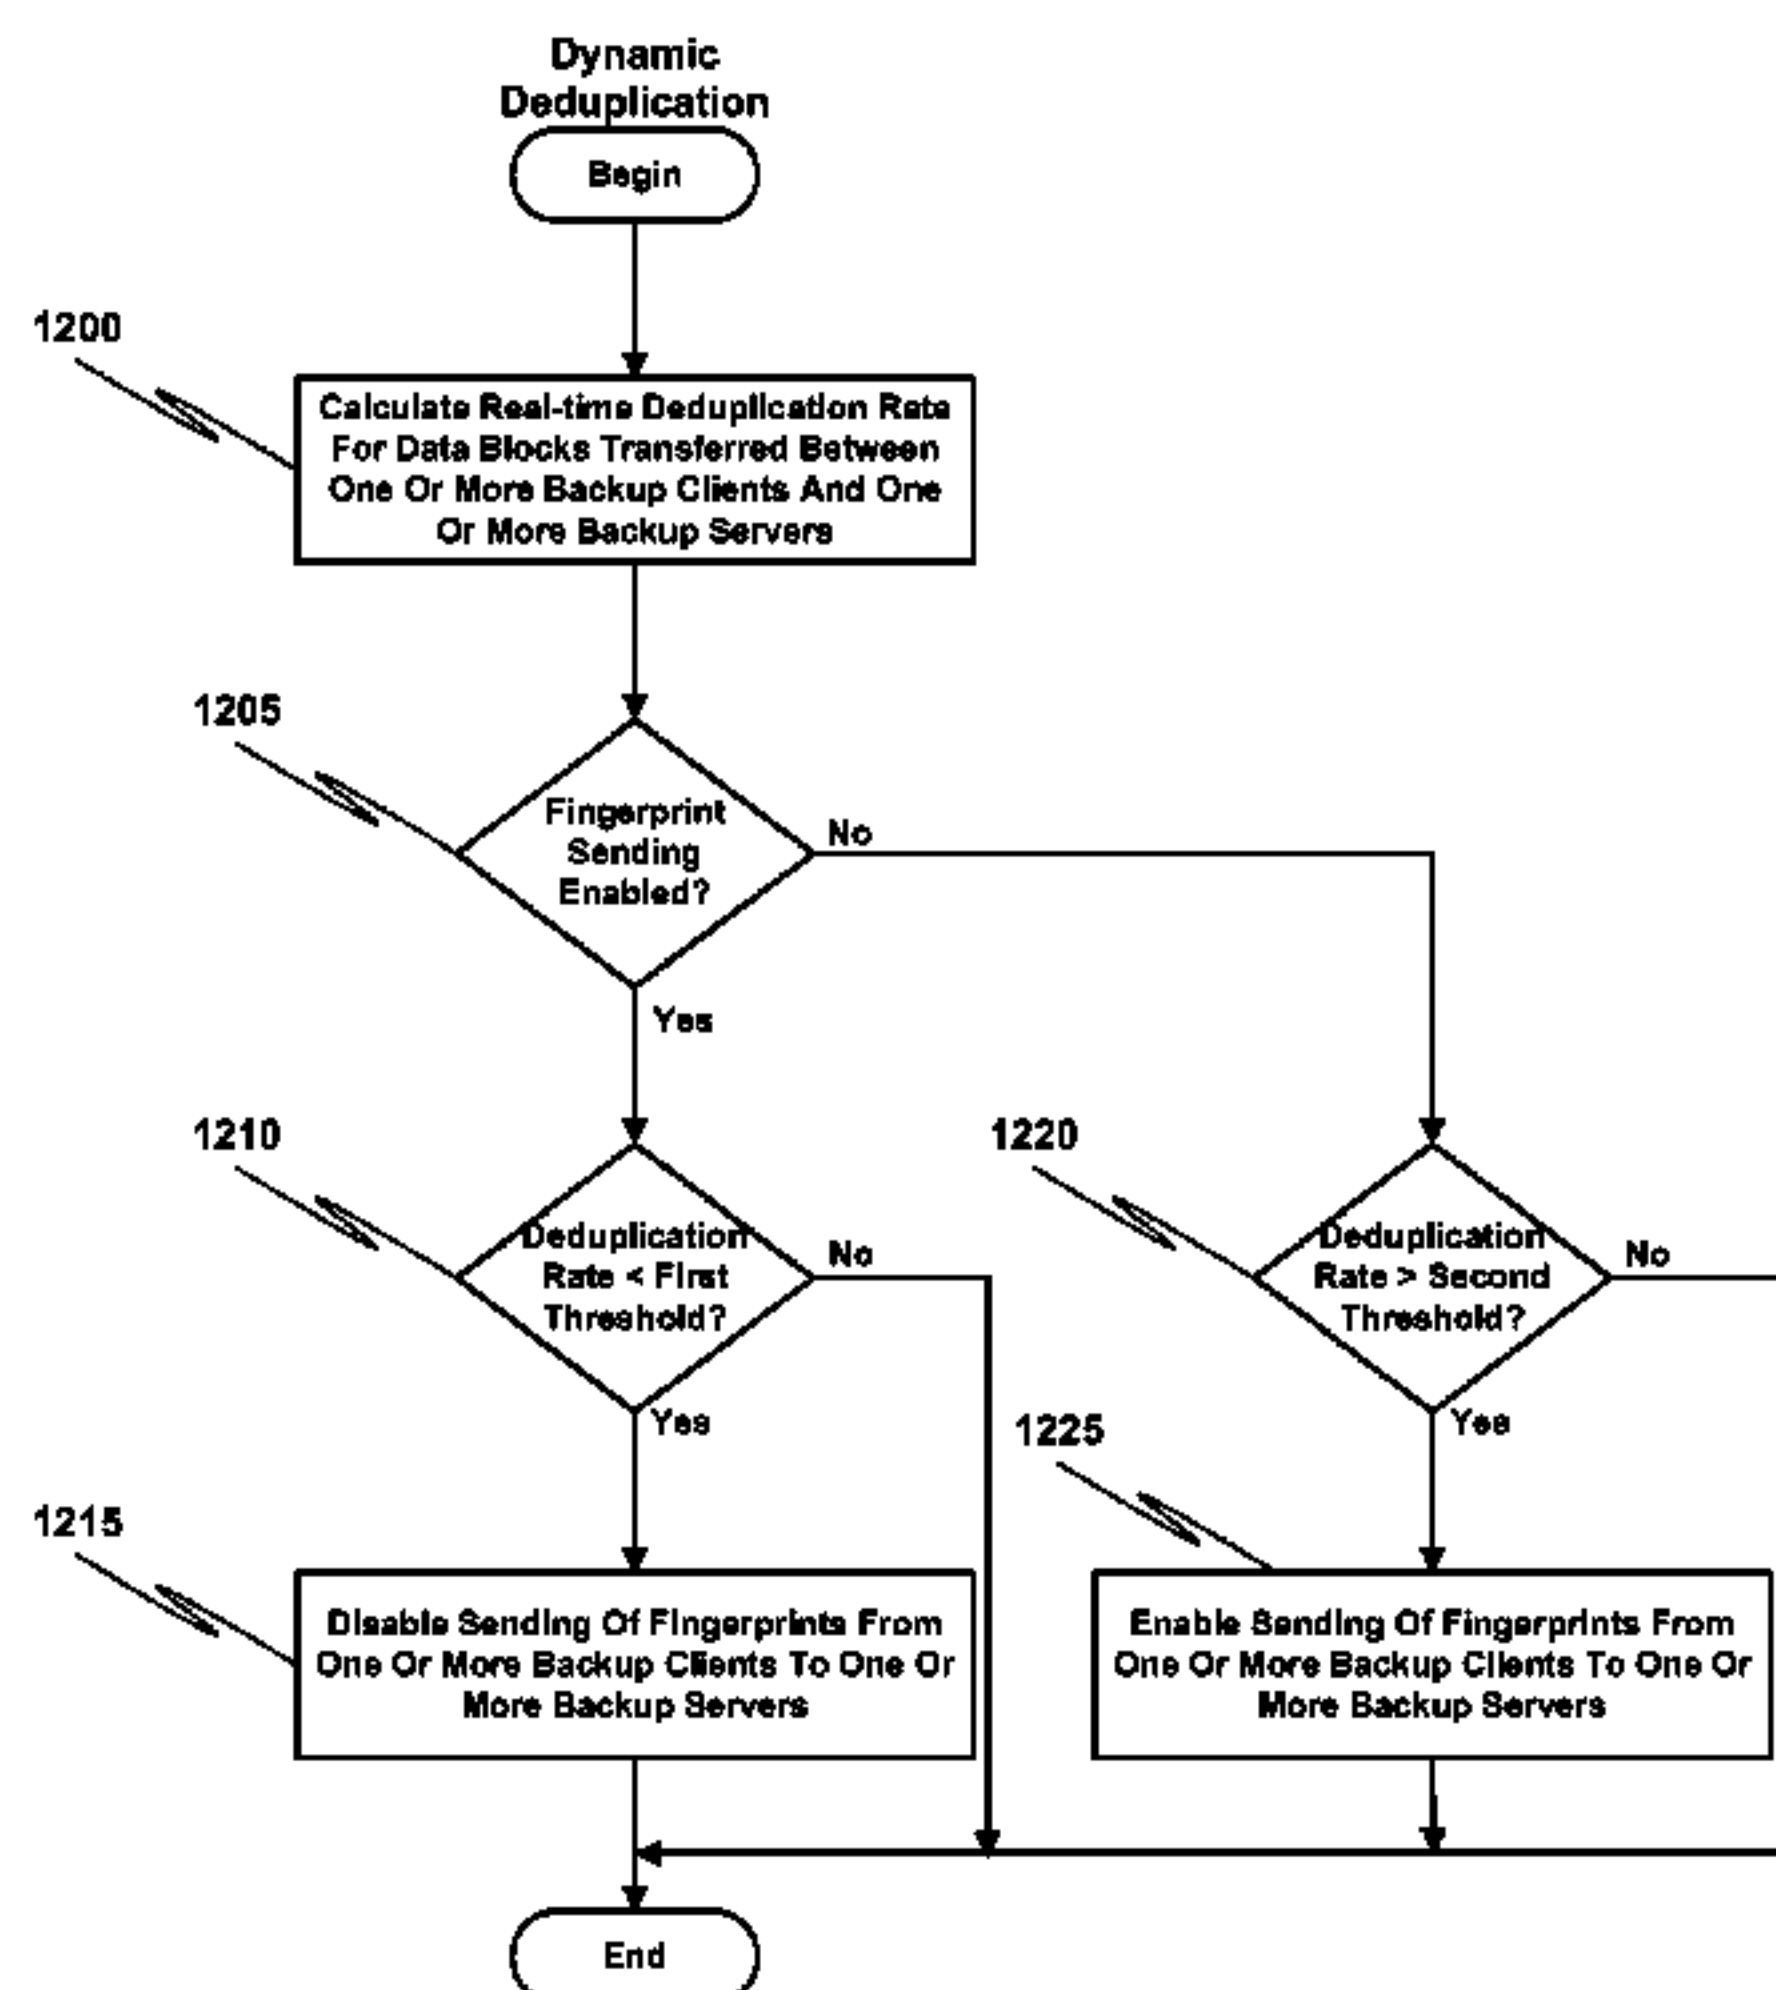 Dynamic
Deduplication
Begin
1200
Calculate Real-time Deduplication Rate
For Data Blocks Transferred Between
One Or More Backup Clients And One
Or More Backup Servers
1205
Fingerprint
Sending
Enabled?
No
Yes
1210
Deduplication
Rate < First
Threshold?
No
Yes
1220
Deduplication
Rate > Second
Threshold?
No
Yes
1215
Disable Sending Of Fingerprints From
One Or More Backup Clients To One Or
More Backup Servers
1225
Enable Sending Of Fingerprints From
One Or More Backup Clients To One Or
More Backup Servers
End